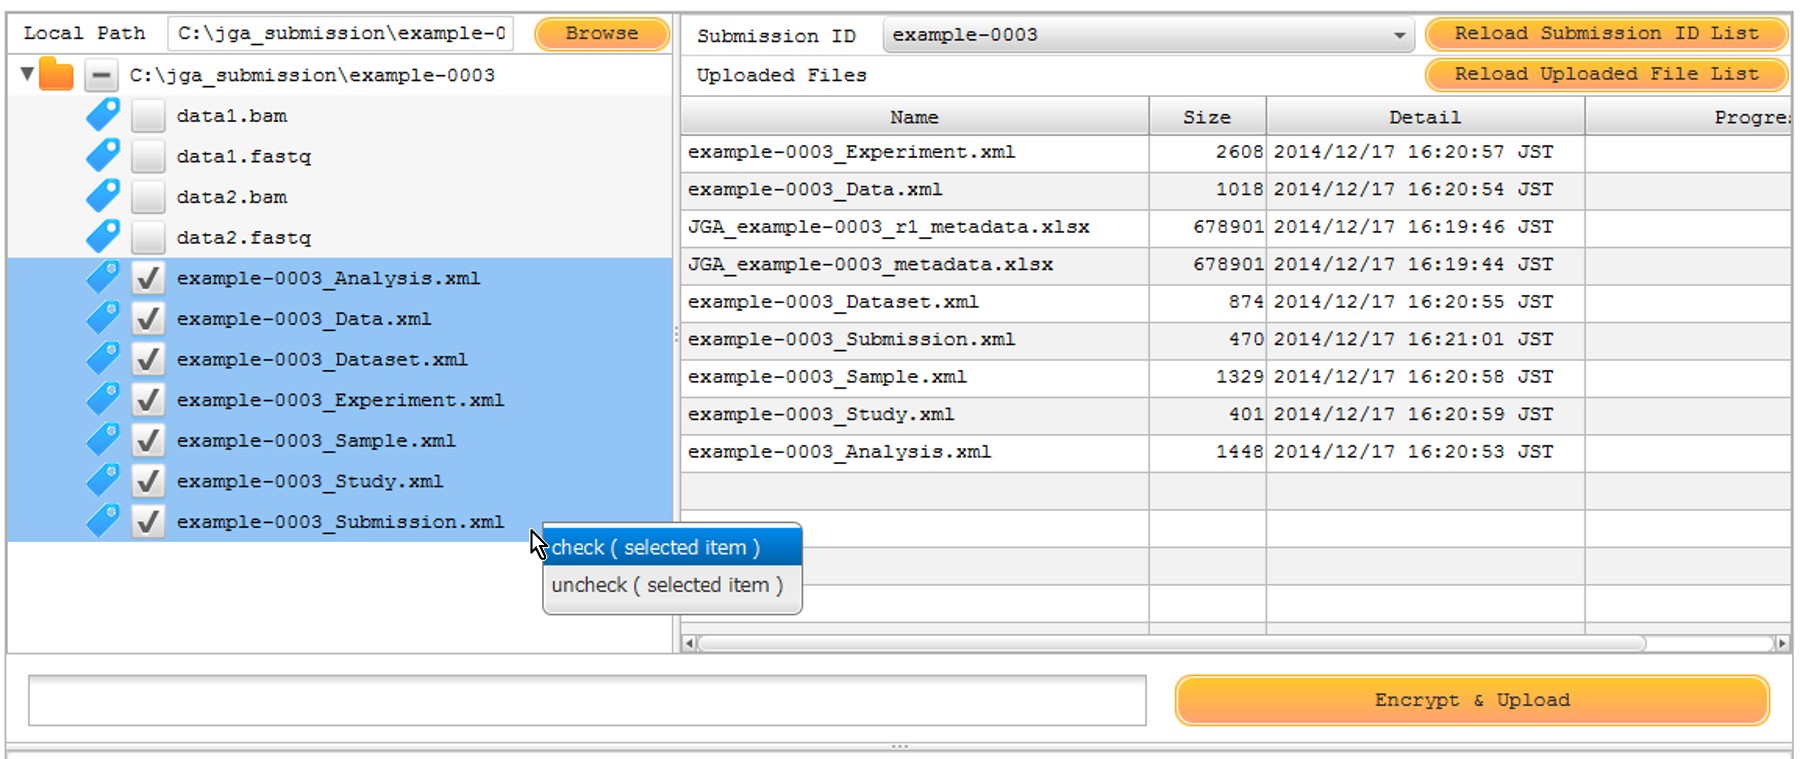 Local Path C:\jga_submission\example-0 Browse
C:\jga_submission\example-0003
data1.bam
data1.fastq
data2.bam
data2.fastq
example-0003_Analysis.xml
example-0003_Data.xml
example-0003_Dataset.xml
example-0003_Experiment.xml
example-0003_Sample.xml
example-0003_Study.xml
example-0003_Submission.xml
check ( selected item )
uncheck ( selected item )
Submission ID example-0003 Reload Submission ID List
Uploaded Files Reload Uploaded File List
Name Size Detail Progre
example-0003_Experiment.xml 2608 2014/12/17 16:20:57 JST
example-0003_Data.xml 1018 2014/12/17 16:20:54 JST
JGA_example-0003_r1_metadata.xlsx 678901 2014/12/17 16:19:46 JST
JGA_example-0003_metadata.xlsx 678901 2014/12/17 16:19:44 JST
example-0003_Dataset.xml 874 2014/12/17 16:20:55 JST
example-0003_Submission.xml 470 2014/12/17 16:21:01 JST
example-0003_Sample.xml 1329 2014/12/17 16:20:58 JST
example-0003_Study.xml 401 2014/12/17 16:20:59 JST
example-0003_Analysis.xml 1448 2014/12/17 16:20:53 JST
Encrypt & Upload